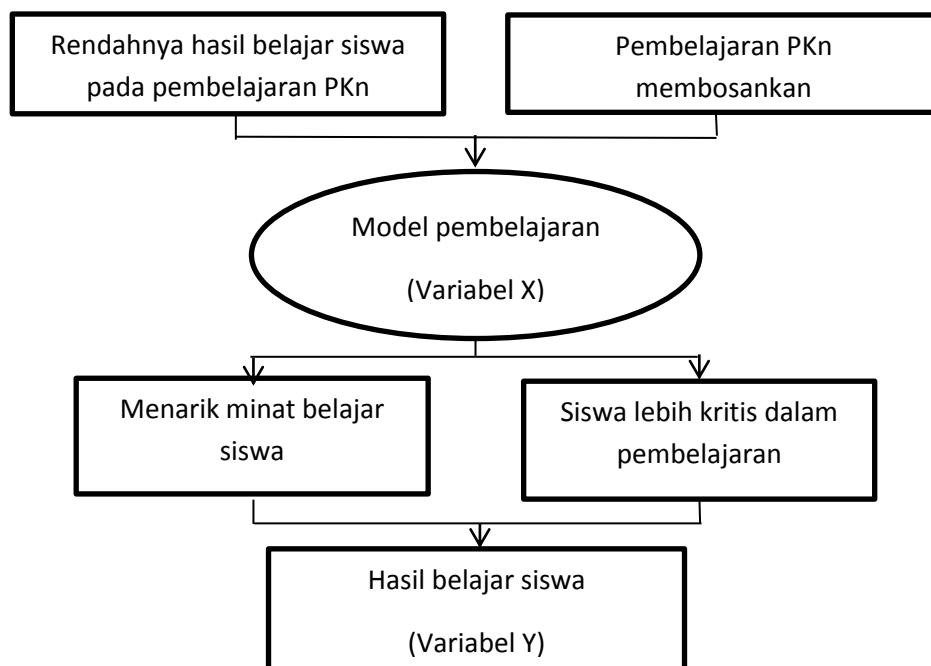 Rendahnya hasil belajar siswa
pada pembelajaran PKn
Pembelajaran PKn
membosankan
Model pembelajaran
(Variabel X)
Menarik minat belajar
siswa
Siswa lebih kritis dalam
pembelajaran
Hasil belajar siswa
(Variabel Y)